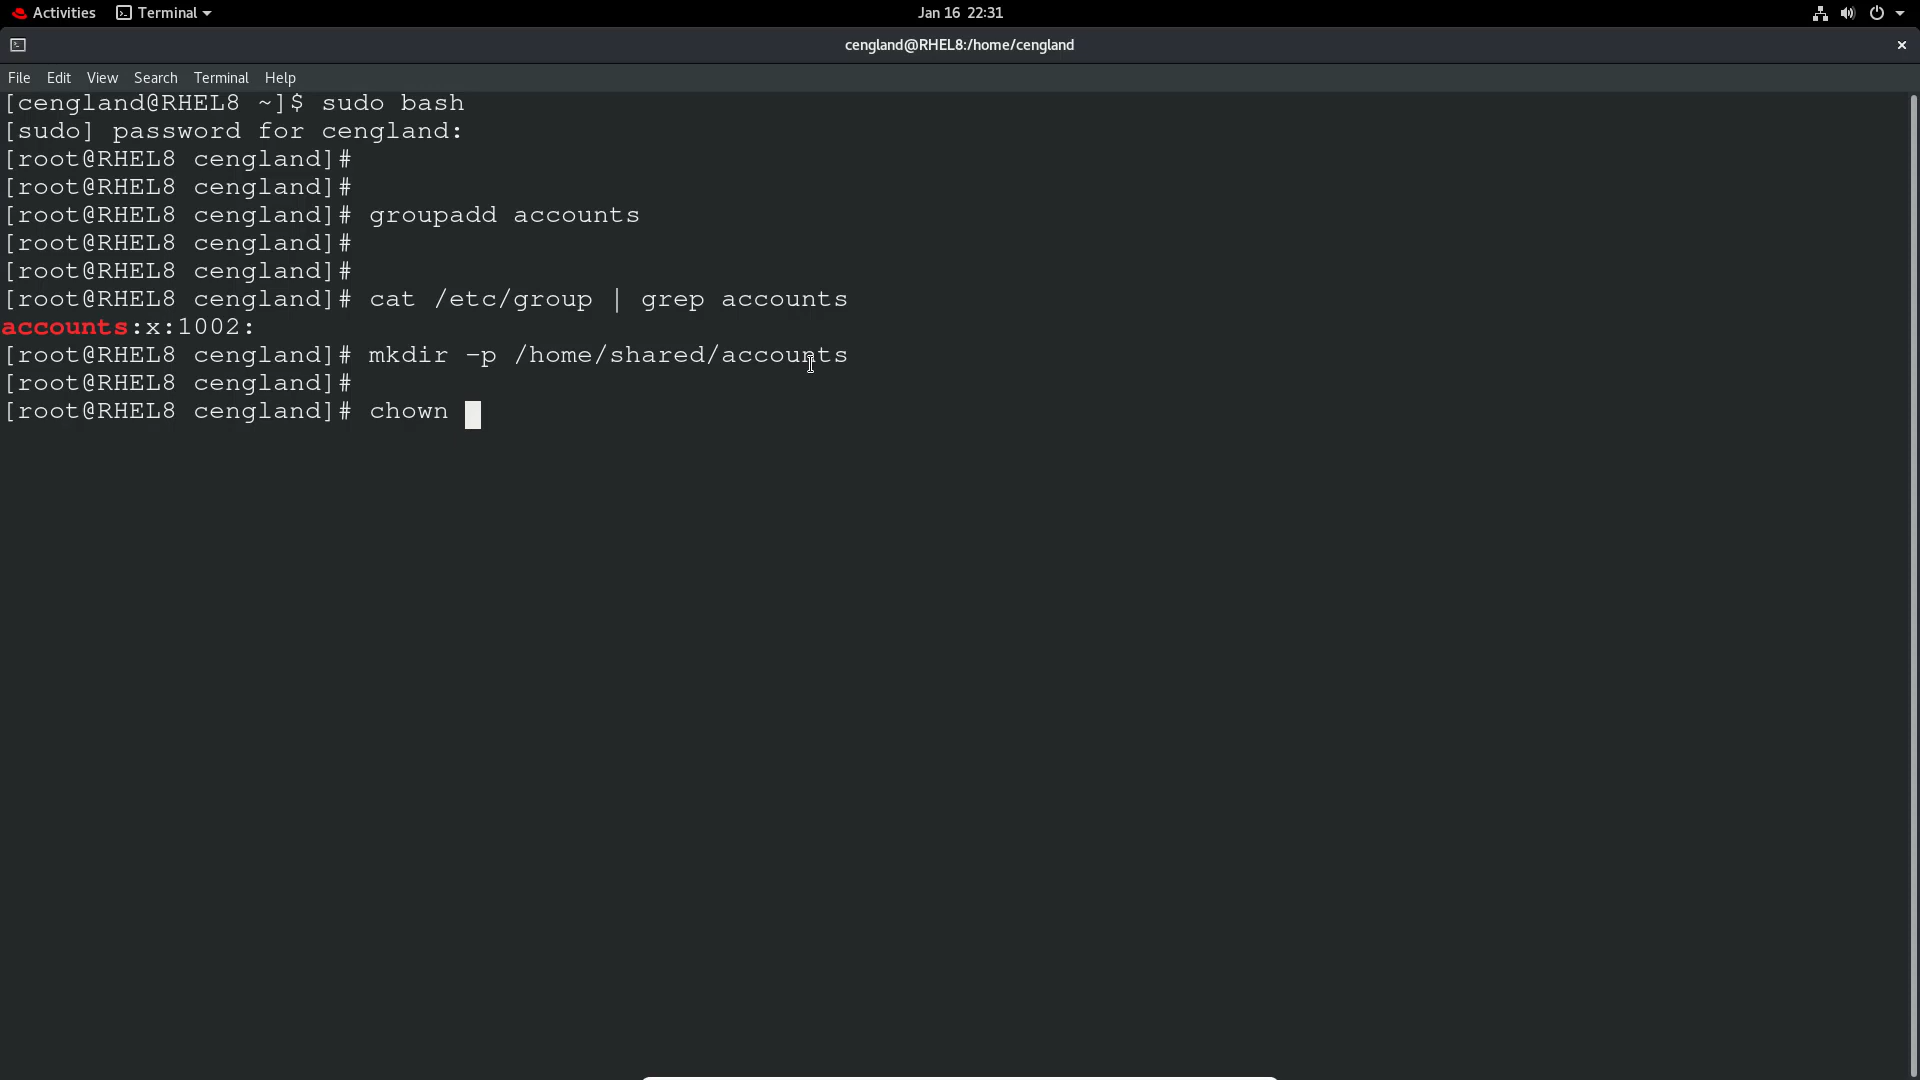 Activities Terminal Jan 16 22:31
cengland@RHEL8:/home/cengland
File Edit View Search Terminal Help
[cengland@RHEL8 ~]$ sudo bash
[sudo] password for cengland:
[root@RHEL8 cengland]#
[root@RHEL8 cengland]#
[root@RHEL8 cengland]# groupadd accounts
[root@RHEL8 cengland]#
[root@RHEL8 cengland]#
[root@RHEL8 cengland]# cat /etc/group | grep accounts
accounts:x:1002:
[root@RHEL8 cengland]# mkdir -p /home/shared/accounts
[root@RHEL8 cengland]#
[root@RHEL8 cengland]# chown